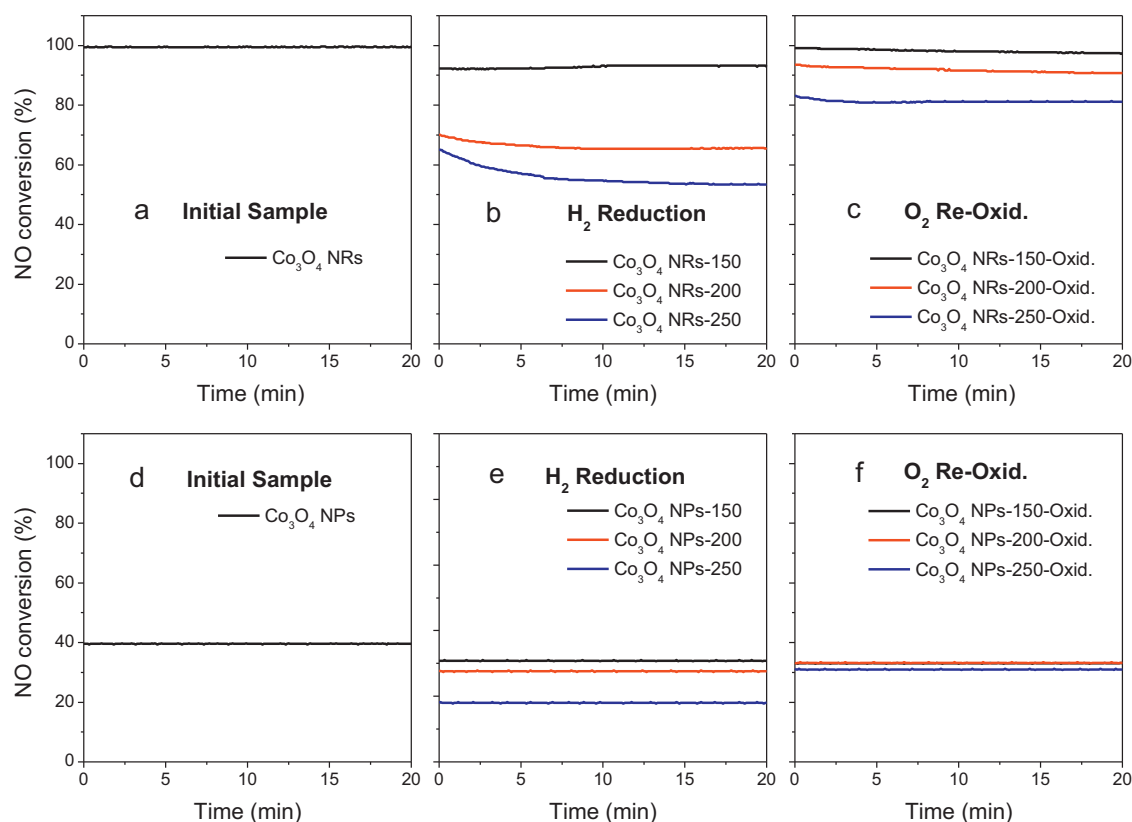 100
80
60
40
20
0
NO conversion (%)
a Initial Sample
Co₃O₄ NRs
0 5 10 15 20
Time (min)
b H₂ Reduction
Co₃O₄ NRs-150
Co₃O₄ NRs-200
Co₃O₄ NRs-250
0 5 10 15 20
Time (min)
c O₂ Re-Oxid.
Co₃O₄ NRs-150-Oxid.
Co₃O₄ NRs-200-Oxid.
Co₃O₄ NRs-250-Oxid.
0 5 10 15 20
Time (min)
100
80
60
40
20
0
NO conversion (%)
d Initial Sample
Co₃O₄ NPs
0 5 10 15 20
Time (min)
e H₂ Reduction
Co₃O₄ NPs-150
Co₃O₄ NPs-200
Co₃O₄ NPs-250
0 5 10 15 20
Time (min)
f O₂ Re-Oxid.
Co₃O₄ NPs-150-Oxid.
Co₃O₄ NPs-200-Oxid.
Co₃O₄ NPs-250-Oxid.
0 5 10 15 20
Time (min)